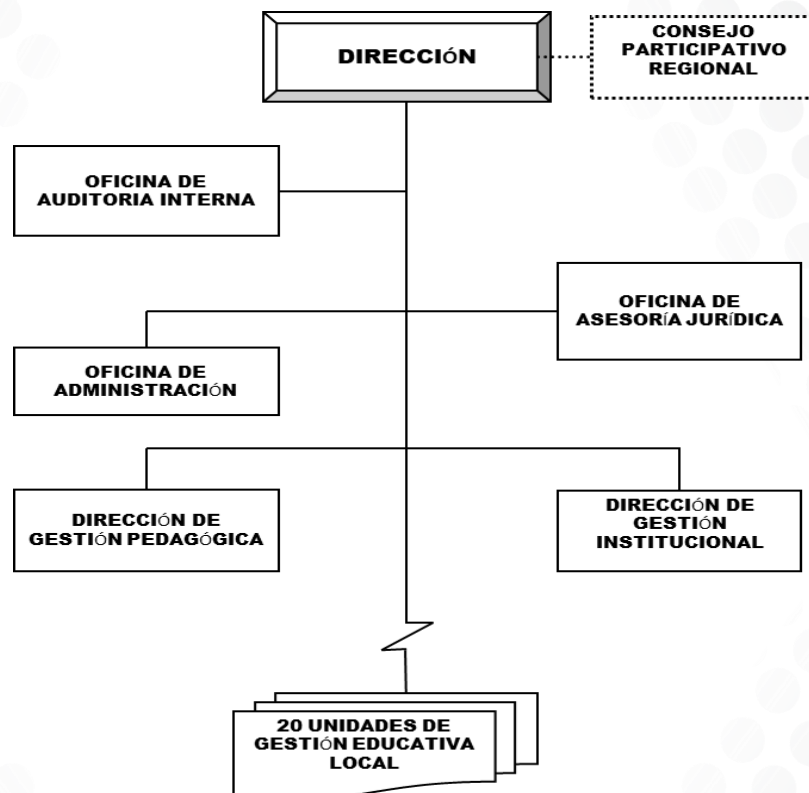 DIRECCIÓN
CONSEJO
PARTICIPATIVO
REGIONAL
OFICINA DE
AUDITORIA INTERNA
OFICINA DE
ASESORÍA JURÍDICA
OFICINA DE
ADMINISTRACIÓN
DIRECCIÓN DE
GESTIÓN PEDAGÓGICA
DIRECCIÓN DE
GESTIÓN
INSTITUCIONAL
20 UNIDADES DE
GESTIÓN EDUCATIVA
LOCAL